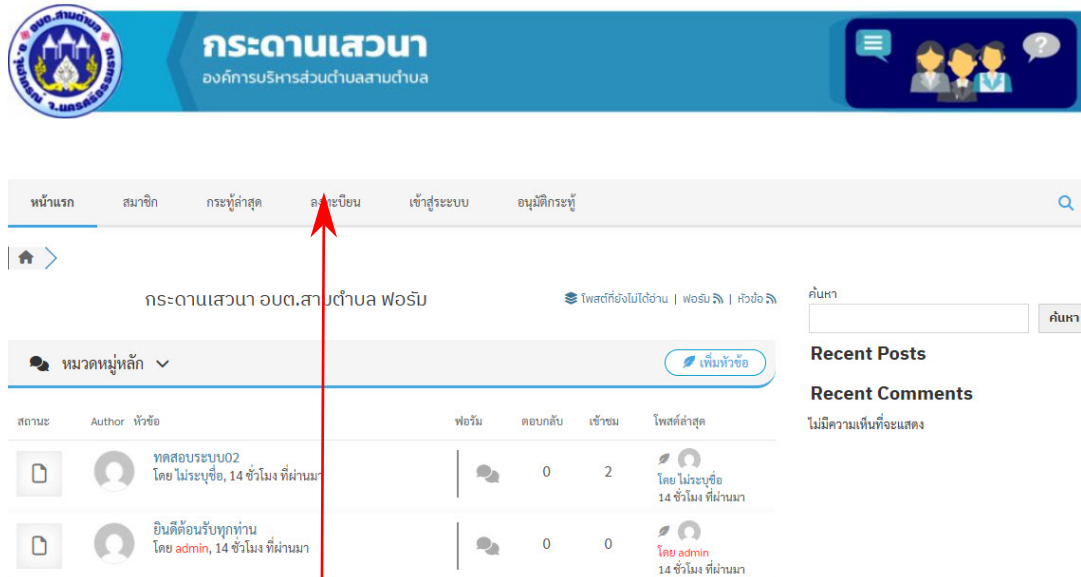 กระดานเสวนา
องค์การบริหารส่วนตำบลสามตำบล
หน้าแรก สมาชิก กระทู้ล่าสุด ลงทะเบียน เข้าสู่ระะบบ อนุมัติกระทู้
กระดานเสวนา อบต.สามตำบล ฟอรัม
โพสต์ที่ยังไม่ได้อ่าน | ฟอรัม | หัวข้อ
ค้นหา
ค้นหา
หมวดหมู่หลัก
เพิ่มหัวข้อ
Recent Posts
Recent Comments
ไม่มีความเห็นที่จะแสดง
สถานะ Author หัวข้อ ฟอรัม ตอบกลับ เข้าชม โพสต์ล่าสุด
ทดสอบระบบ02
โดย ไม่ระบุชื่อ, 14 ชั่วโมง ที่ผ่านมา
0 2
โดย ไม่ระบุชื่อ
14 ชั่วโมง ที่ผ่านมา
ยินดีต้อนรับทุกท่าน
โดย admin, 14 ชั่วโมง ที่ผ่านมา
0 0
โดย admin
14 ชั่วโมง ที่ผ่านมา